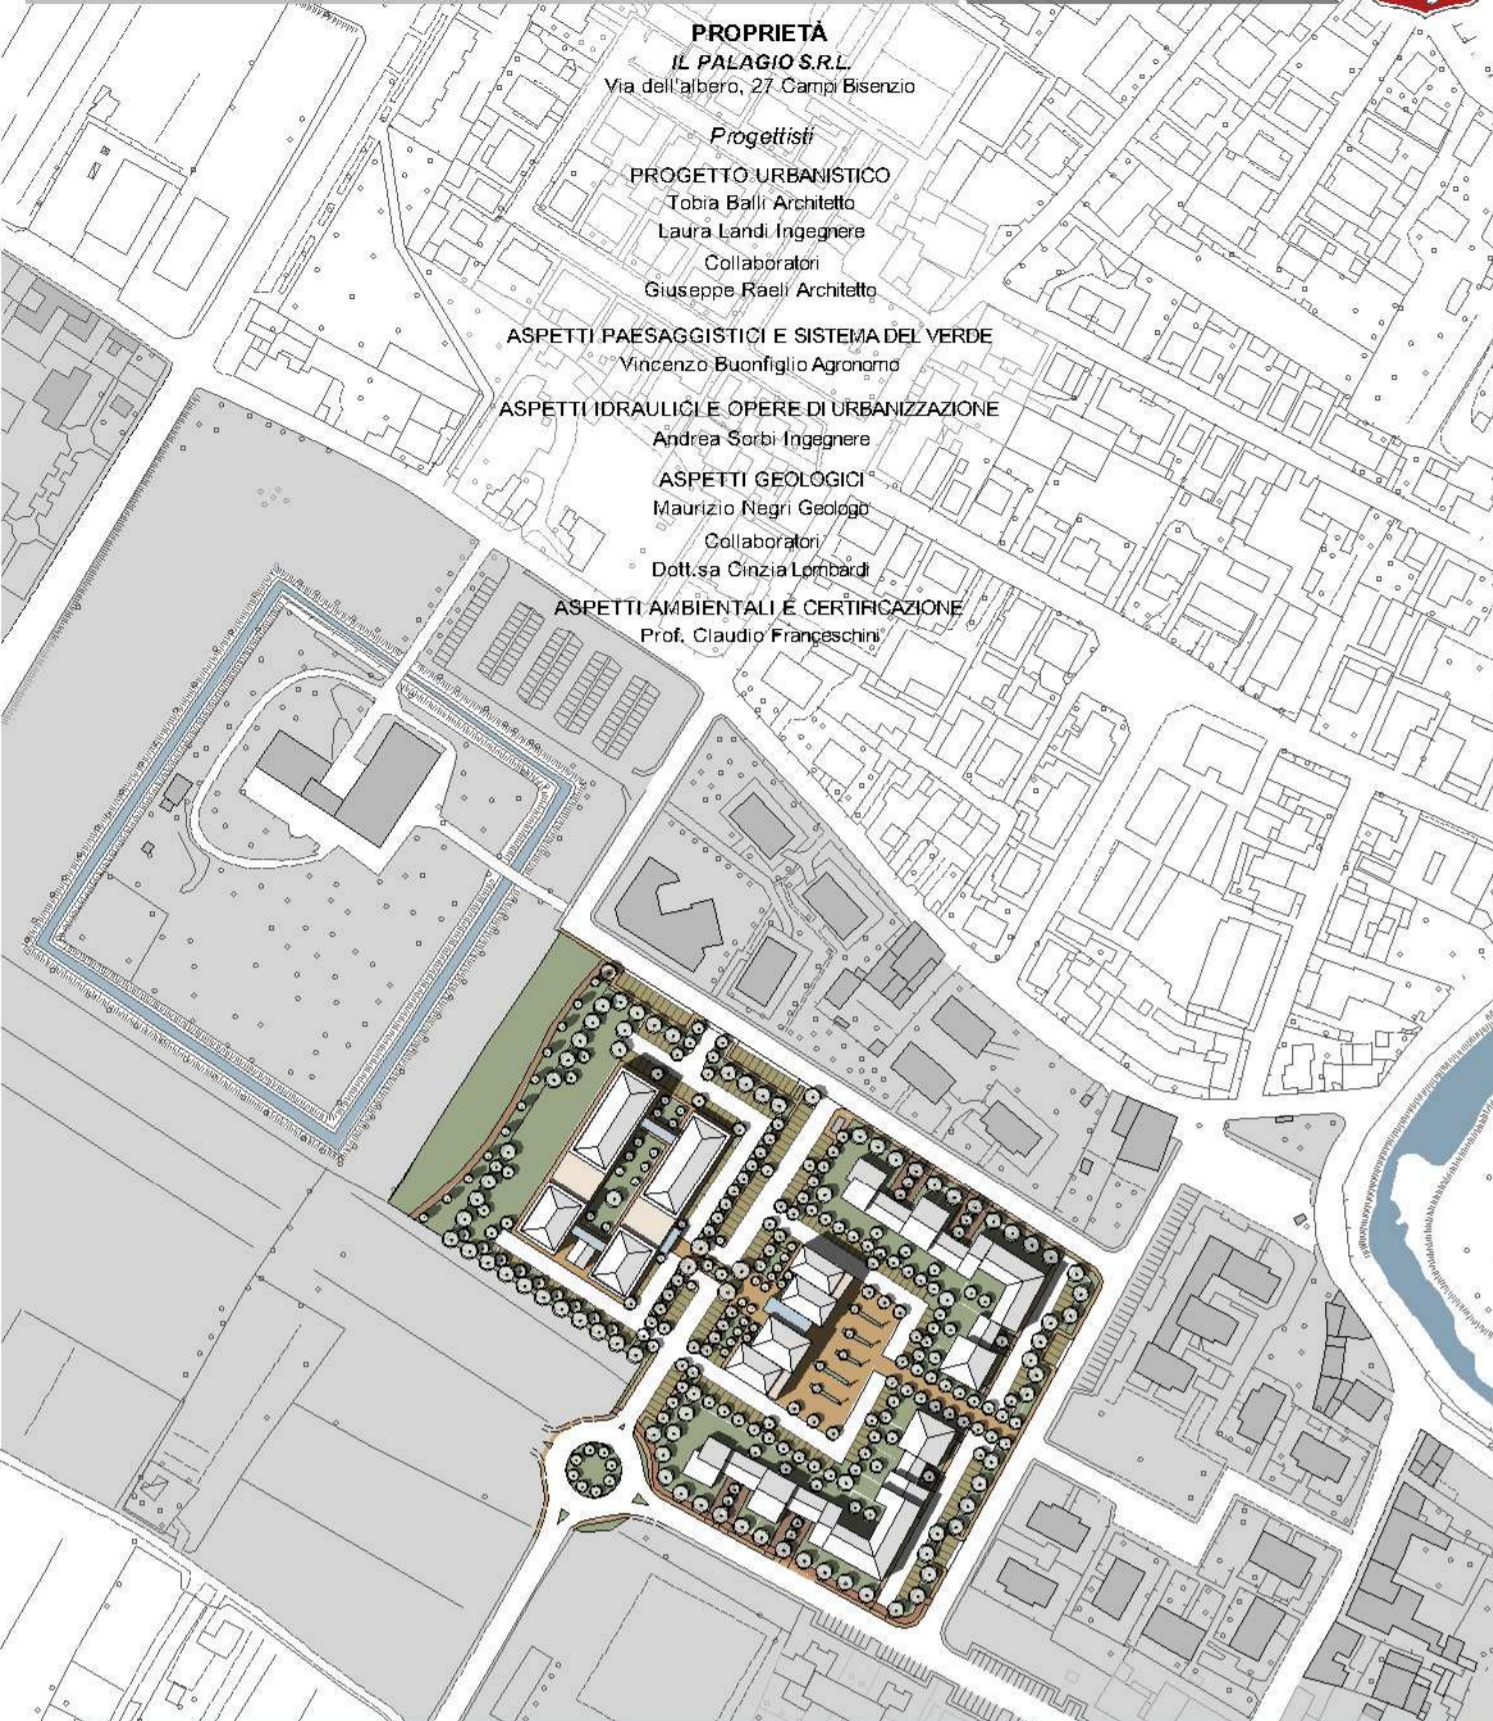 PROPRIETÀ
IL PALAGIO S.R.L.
Via dell'albero, 27 Campi Bisenzio
Progettisti
PROGETTO URBANISTICO
Tobia Balli Architetto
Laura Landi Ingegnere
Collaboratori
Giuseppe Raeli Architetto
ASPETTI PAESAGGISTICI E SISTEMA DEL VERDE
Vincenzo Buonfiglio Agronomo
ASPETTI IDRAULICI E OPERE DI URBANIZZAZIONE
Andrea Sorbi Ingegnere
ASPETTI GEOLOGICI
Maurizio Negri Geologo
Collaboratori
Dott.sa Cinzia Lombardi
ASPETTI AMBIENTALI E CERTIFICAZIONE
Prof. Claudio Franceschini